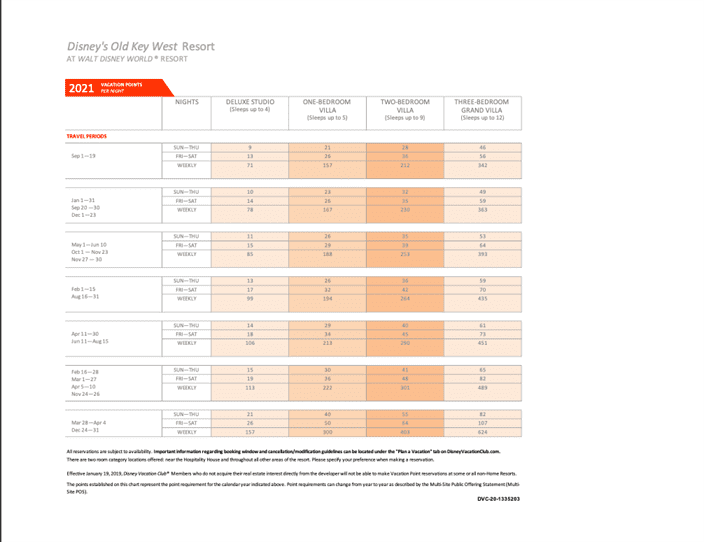 Disney's Old Key West Resort
AT WALT DISNEY WORLD® RESORT
2021 VACATION POINTS
PER NIGHT
NIGHTS DELUXE STUDIO ONE-BEDROOM TWO-BEDROOM THREE-BEDROOM
(Sleeps up to 4) VILLA VILLA GRAND VILLA
(Sleeps up to 5) (Sleeps up to 9) (Sleeps up to 12)
TRAVEL PERIODS
SUN—THU 9 21 28 46
Sep 1—19 FRI—SAT 13 26 36 56
WEEKLY 71 157 212 342
SUN—THU 10 23 32 49
Jan 1—31 FRI—SAT 14 26 35 59
Sep 20 —30 WEEKLY 78 167 230 363
Dec 1—23
SUN—THU 11 26 35 53
May 1—Jun 10 FRI—SAT 15 29 39 64
Oct 1 — Nov 23 WEEKLY 85 188 253 393
Nov 27 — 30
SUN—THU 13 26 36 59
Feb 1—15 FRI—SAT 17 32 42 70
Aug 16—31 WEEKLY 99 194 264 435
SUN—THU 14 29 40 61
Apr 11—30 FRI—SAT 18 34 45 73
Jun 11—Aug 15 WEEKLY 106 213 290 451
Feb 16—28 SUN—THU 15 30 41 65
Mar 1—27 FRI—SAT 19 36 48 82
Apr 5—10 WEEKLY 113 222 301 489
Nov 24—26
SUN—THU 21 40 55 82
Mar 28—Apr 4 FRI—SAT 26 50 64 107
Dec 24—31 WEEKLY 157 300 403 624
All reservations are subject to availability. Important information regarding booking window and cancellation/modification guidelines can be located under the "Plan a Vacation" tab on DisneyVacationClub.com.
There are two room category locations offered: near the Hospitality House and throughout all other areas of the resort. Please specify your preference when making a reservation.
Effective January 19, 2019, Disney Vacation Club® Members who do not acquire their real estate interest directly from the developer will not be able to make Vacation Point reservations at some or all non-Home Resorts.
The points established on this chart represent the point requirement for the calendar year indicated above. Point requirements can change from year to year as described by the Multi-Site Public Offering Statement (Multi-
Site POS).
DVC-20-1335203